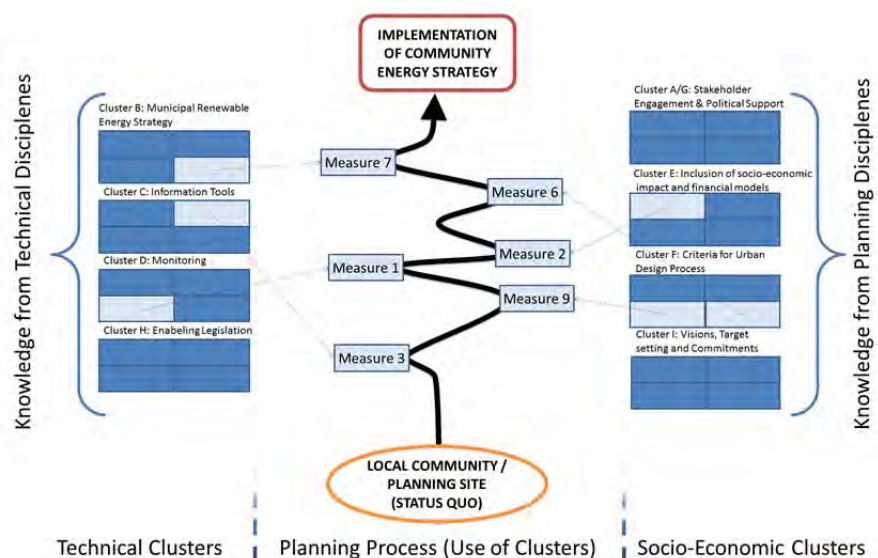 IMPLEMENTATION
OF COMMUNITY
ENERGY STRATEGY
Knowledge from Technical Disciplenes
Cluster B: Municipal Renewable
Energy Strategy
Cluster C: Information Tools
Cluster D: Monitoring
Cluster H: Enabeling Legislation
Measure 7
Measure 6
Measure 2
Measure 1
Measure 9
Measure 3
LOCAL COMMUNITY /
PLANNING SITE
(STATUS QUO)
Cluster A/G: Stakeholder
Engagement & Political Support
Cluster E: Inclusion of socio-economic
impact and financial models
Cluster F: Criteria for Urban
Design Process
Cluster I: Visions, Target
setting and Commitments
Knowledge from Planning Disciplenes
Technical Clusters
Planning Process (Use of Clusters)
Socio-Economic Clusters